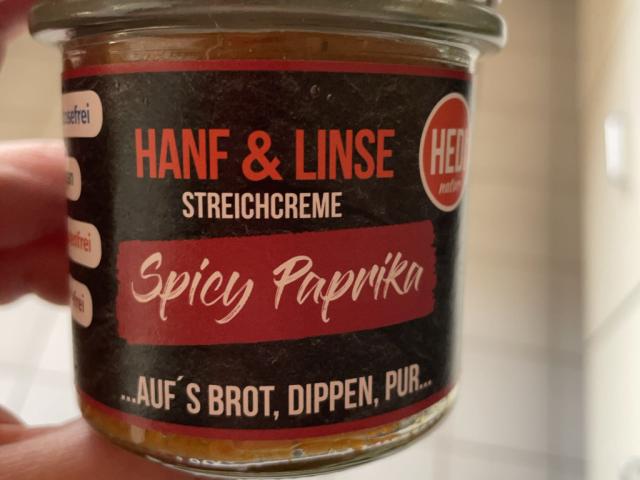 HANF & LINSE
STREICHCREME
Spicy Paprika
...AUF´S BROT, DIPPEN, PUR...